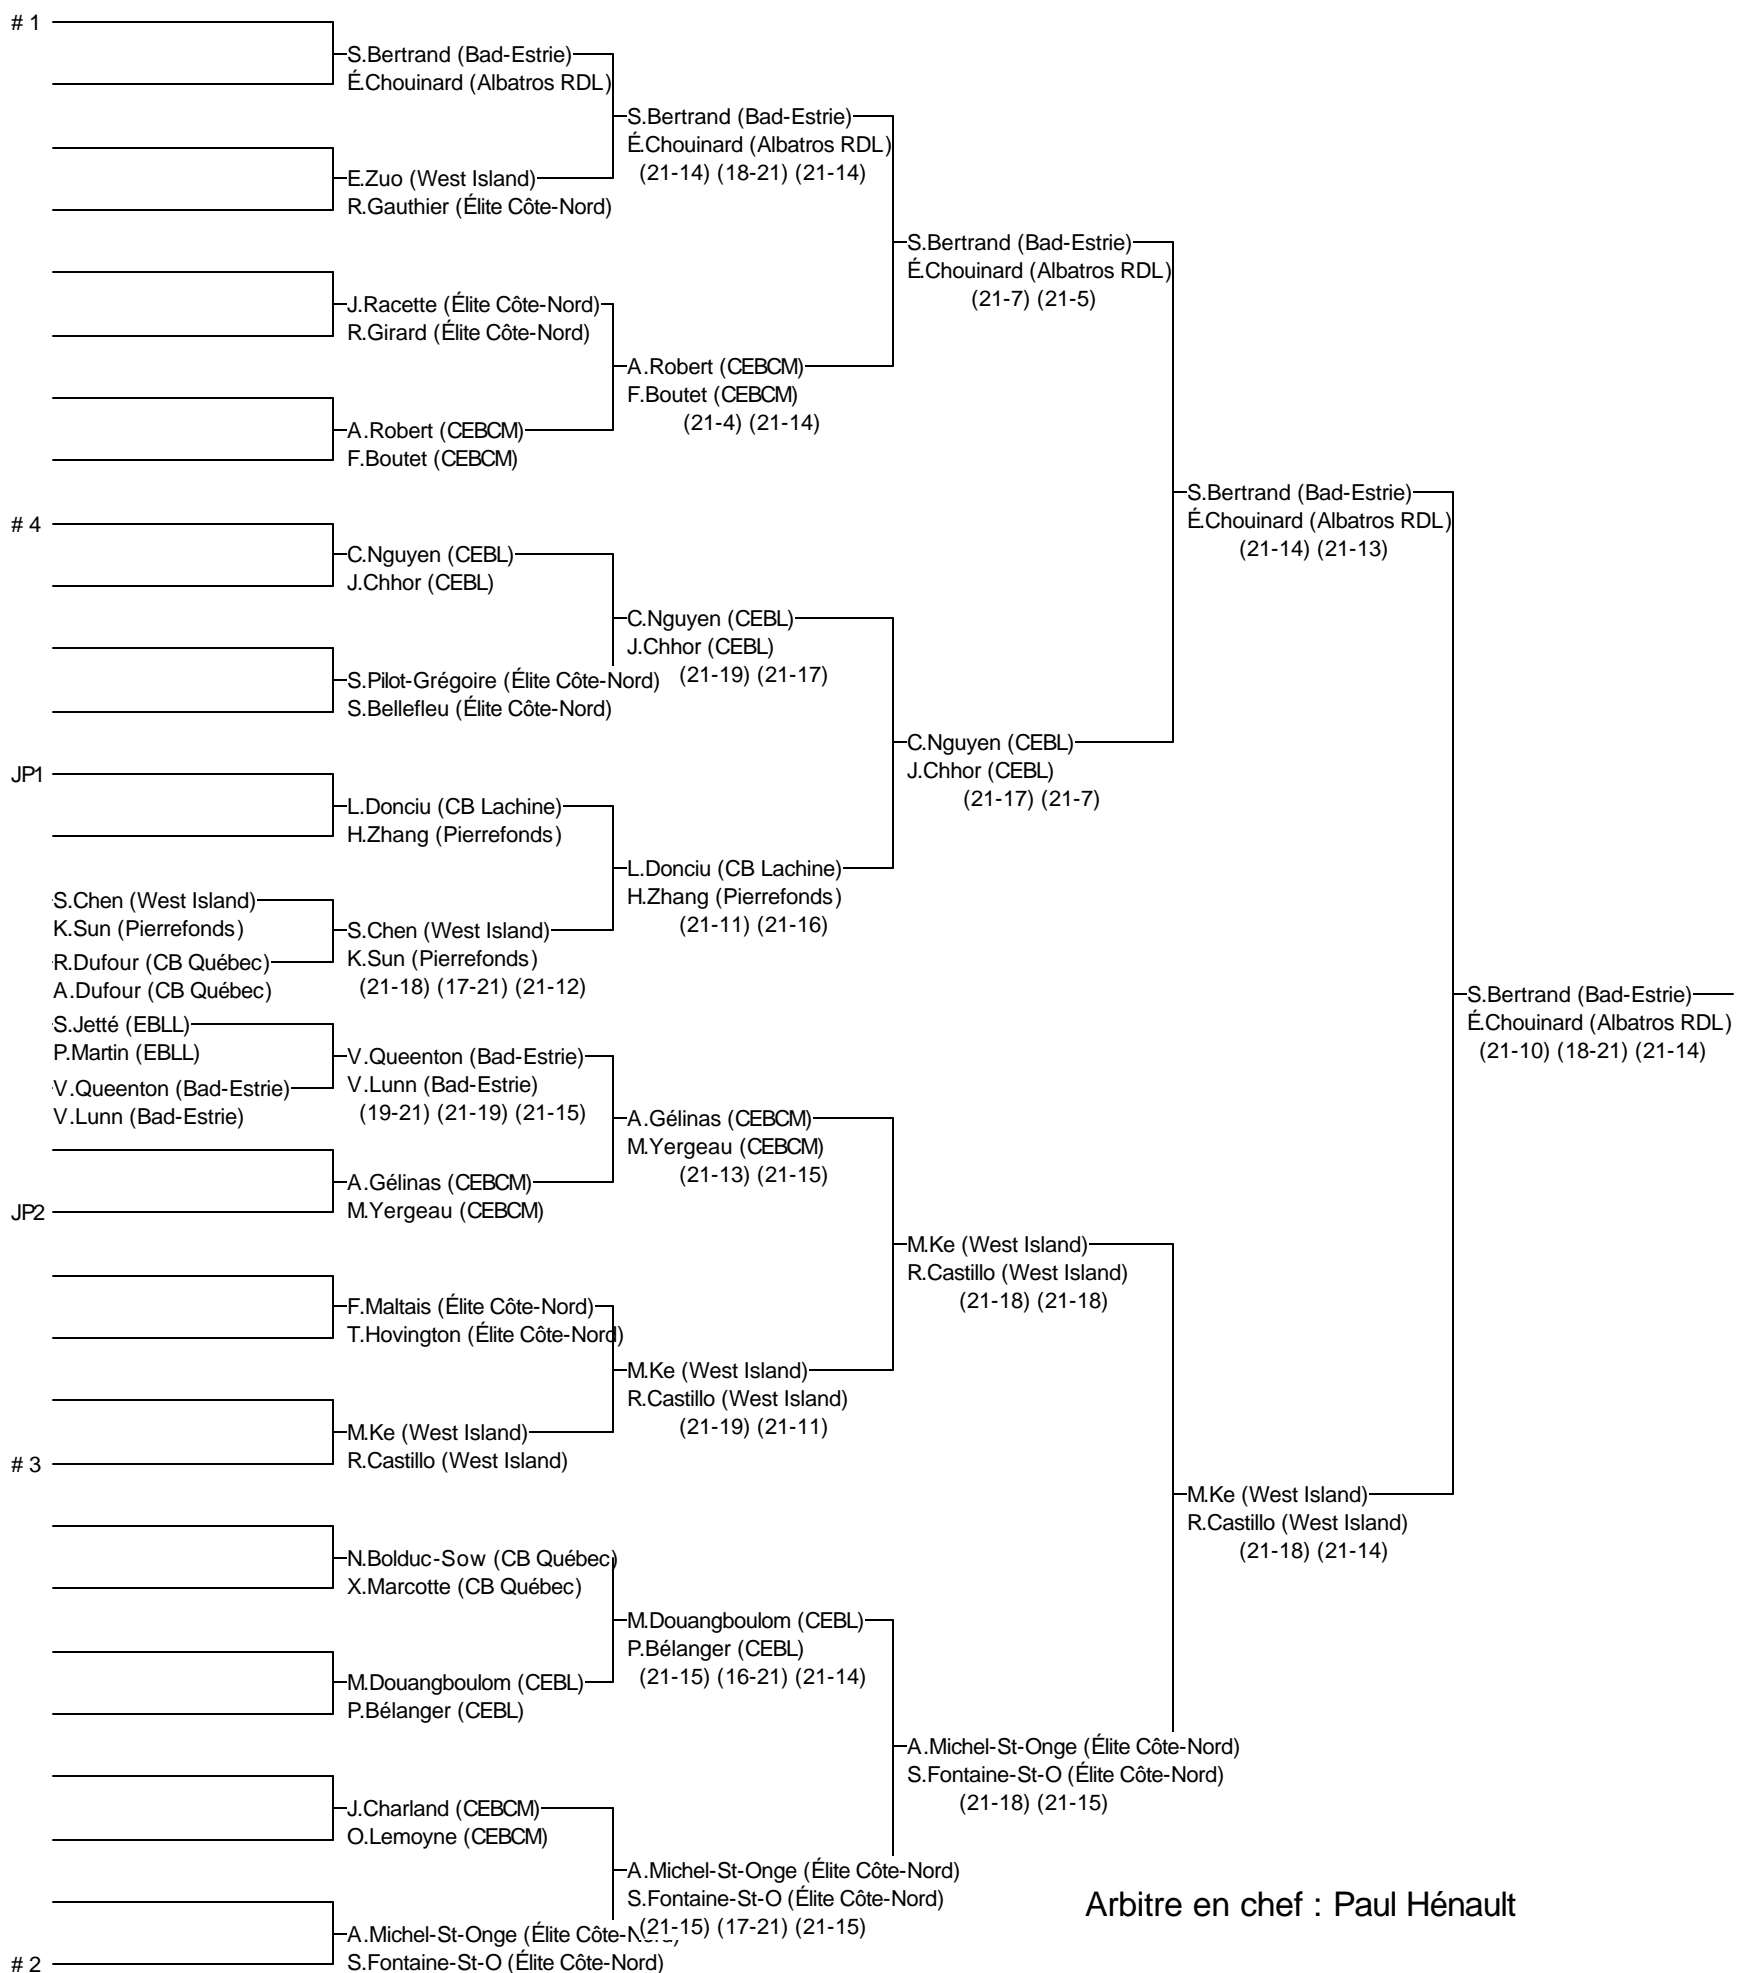 # 1
S.Bertrand (Bad-Estrie)
É.Chouinard (Albatros RDL)
S.Bertrand (Bad-Estrie)
É.Chouinard (Albatros RDL)
(21-14) (18-21) (21-14)
E.Zuo (West Island)
R.Gauthier (Élite Côte-Nord)
S.Bertrand (Bad-Estrie)
É.Chouinard (Albatros RDL)
(21-7) (21-5)
J.Racette (Élite Côte-Nord)
R.Girard (Élite Côte-Nord)
A.Robert (CEBCM)
F.Boutet (CEBCM)
(21-4) (21-14)
A.Robert (CEBCM)
F.Boutet (CEBCM)
S.Bertrand (Bad-Estrie)
É.Chouinard (Albatros RDL)
(21-14) (21-13)
# 4
C.Nguyen (CEBL)
J.Chhor (CEBL)
C.Nguyen (CEBL)
J.Chhor (CEBL)
(21-19) (21-17)
S.Pilot-Grégoire (Élite Côte-Nord)
S.Bellefleu (Élite Côte-Nord)
C.Nguyen (CEBL)
J.Chhor (CEBL)
(21-17) (21-7)
JP1
L.Donciu (CB Lachine)
H.Zhang (Pierrefonds)
L.Donciu (CB Lachine)
H.Zhang (Pierrefonds)
(21-11) (21-16)
S.Chen (West Island)
K.Sun (Pierrefonds)
S.Chen (West Island)
K.Sun (Pierrefonds)
(21-18) (17-21) (21-12)
R.Dufour (CB Québec)
A.Dufour (CB Québec)
S.Bertrand (Bad-Estrie)
É.Chouinard (Albatros RDL)
(21-10) (18-21) (21-14)
S.Jetté (EBLL)
P.Martin (EBLL)
V.Queenton (Bad-Estrie)
V.Lunn (Bad-Estrie)
(19-21) (21-19) (21-15)
V.Queenton (Bad-Estrie)
V.Lunn (Bad-Estrie)
A.Gélinas (CEBCM)
M.Yergeau (CEBCM)
(21-13) (21-15)
A.Gélinas (CEBCM)
M.Yergeau (CEBCM)
JP2
M.Ke (West Island)
R.Castillo (West Island)
(21-18) (21-18)
F.Maltais (Élite Côte-Nord)
T.Hovington (Élite Côte-Nord)
M.Ke (West Island)
R.Castillo (West Island)
(21-19) (21-11)
M.Ke (West Island)
R.Castillo (West Island)
# 3
M.Ke (West Island)
R.Castillo (West Island)
(21-18) (21-14)
N.Bolduc-Sow (CB Québec)
X.Marcotte (CB Québec)
M.Douangboulom (CEBL)
P.Bélanger (CEBL)
(21-15) (16-21) (21-14)
M.Douangboulom (CEBL)
P.Bélanger (CEBL)
A.Michel-St-Onge (Élite Côte-Nord)
S.Fontaine-St-O (Élite Côte-Nord)
(21-18) (21-15)
J.Charland (CEBCM)
O.Lemoyne (CEBCM)
A.Michel-St-Onge (Élite Côte-Nord)
S.Fontaine-St-O (Élite Côte-Nord)
(21-15) (17-21) (21-15)
A.Michel-St-Onge (Élite Côte-Nord)
S.Fontaine-St-O (Élite Côte-Nord)
# 2
Arbitre en chef : Paul Hénault